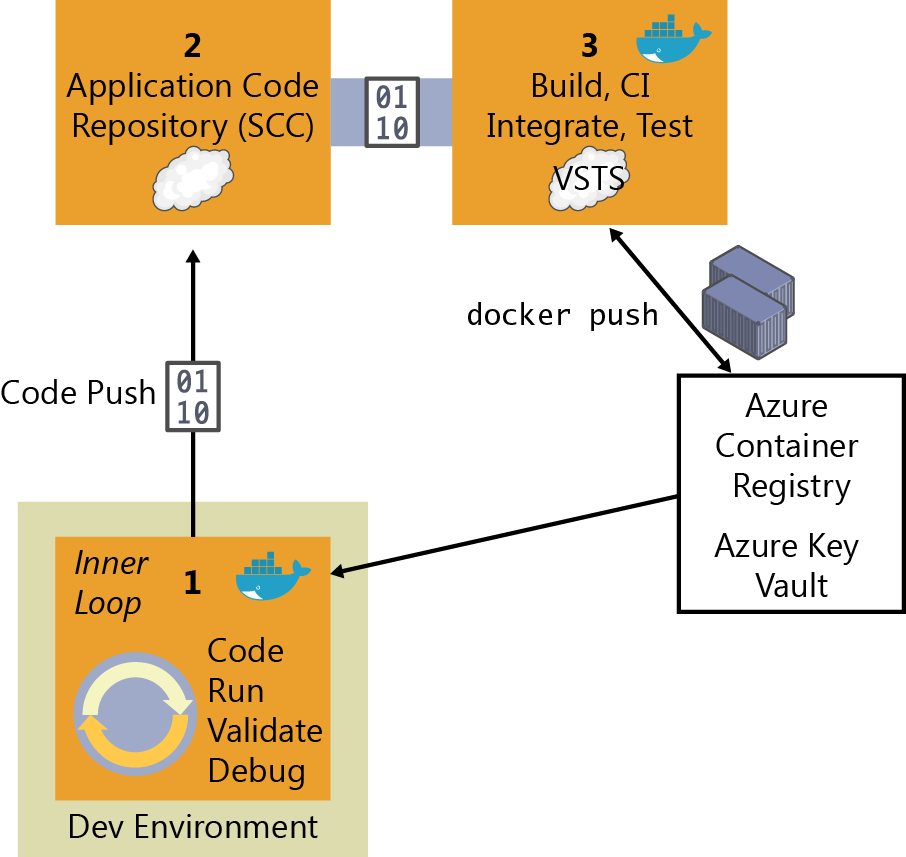 2
Application Code
Repository (SCC)
01
10
3
Build, CI
Integrate, Test
VSTS
docker push
Code Push
01
10
Azure
Container
Registry
Azure Key
Vault
Inner
Loop
1
Code
Run
Validate
Debug
Dev Environment